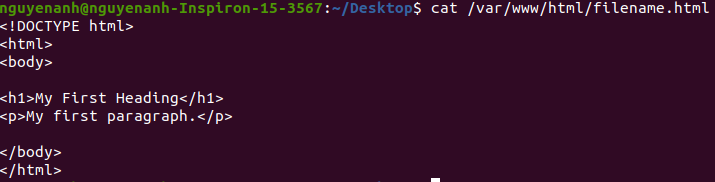 nguyenanh@nguyenanh-Inspiron-15-3567:~/Desktop$ cat /var/www/html/filename.html
<!DOCTYPE html>
<html>
<body>

<h1>My First Heading</h1>
<p>My first paragraph.</p>

</body>
</html>